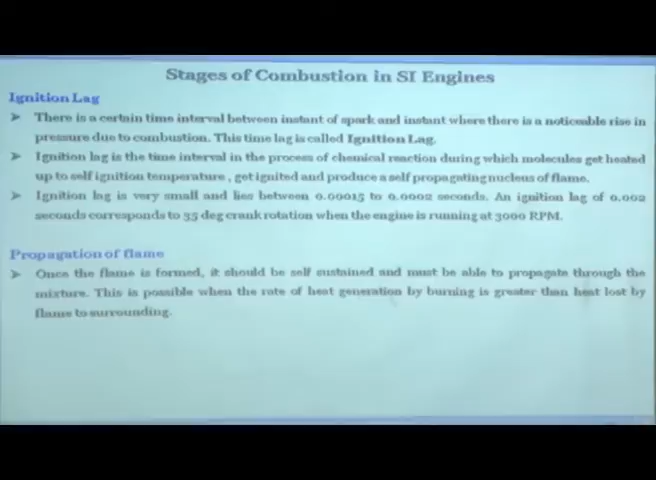 Stages of Combustion in SI Engines
Ignition Lag
➤ There is a certain time interval between instant of spark and instant where there is a noticeable rise in
pressure due to combustion. This time lag is called Ignition Lag.
➤ Ignition lag is the time interval in the process of chemical reaction during which molecules get heated
up to self ignition temperature , get ignited and produce a self propagating nucleus of flame.
➤ Ignition lag is very small and lies between 0.00015 to 0.0002 seconds. An ignition lag of 0.002
seconds corresponds to 35 deg crank rotation when the engine is running at 3000 RPM.
Propagation of flame
➤ Once the flame is formed, it should be self sustained and must be able to propagate through the
mixture. This is possible when the rate of heat generation by burning is greater than heat lost by
flame to surrounding.